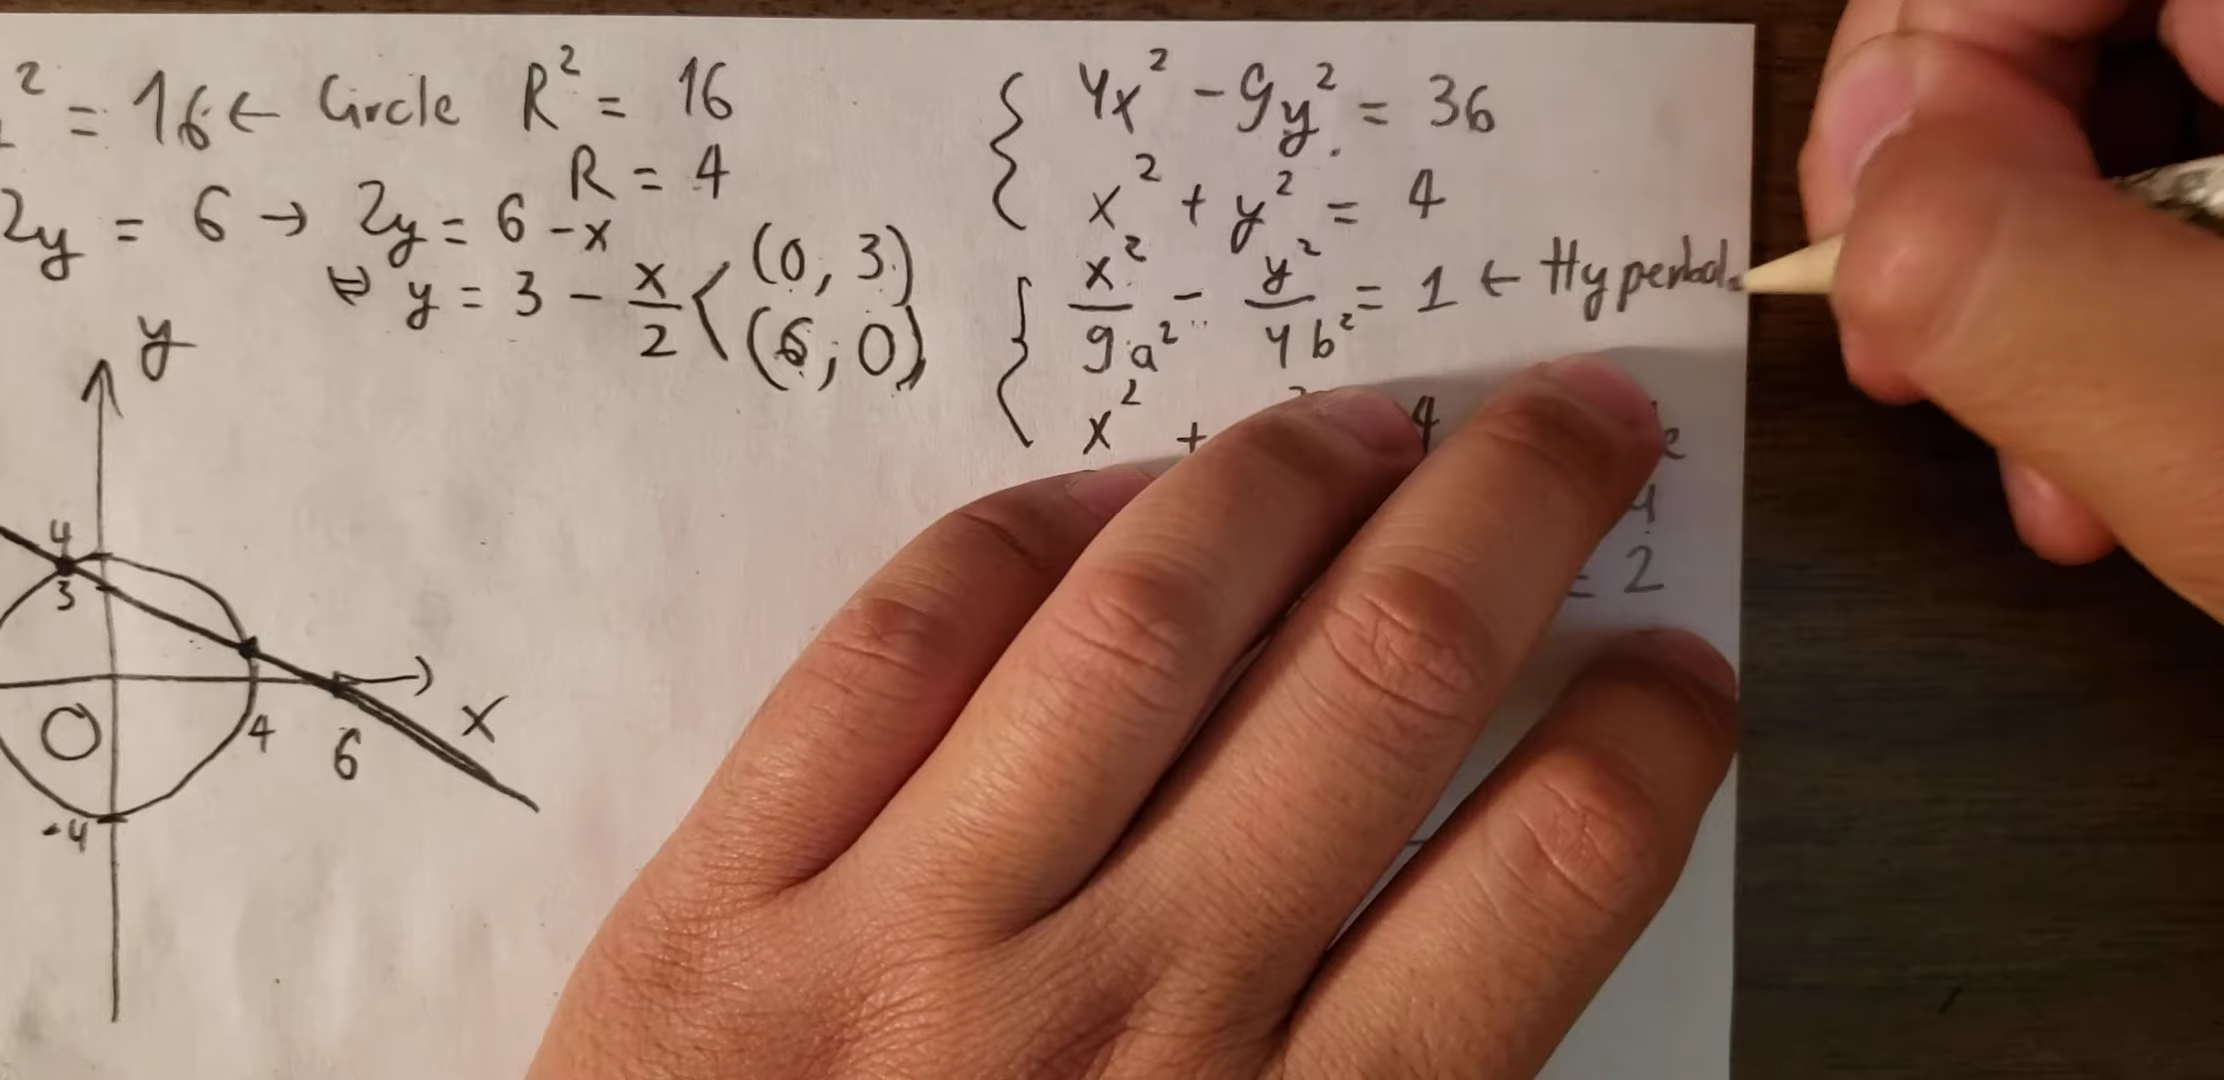 ² = 16 ← Circle R² = 16
R = 4
2y = 6 → 2y = 6 - x
⇔ y = 3 - x/2 < (0, 3)
(6, 0)
y
4
3
O
4
6
x
-4
{ 4x² - 9y² = 36
x² + y² = 4
{ x²/9 a² - y²/4 b² = 1 ← Hyperbol
x² + 4
4
= 2